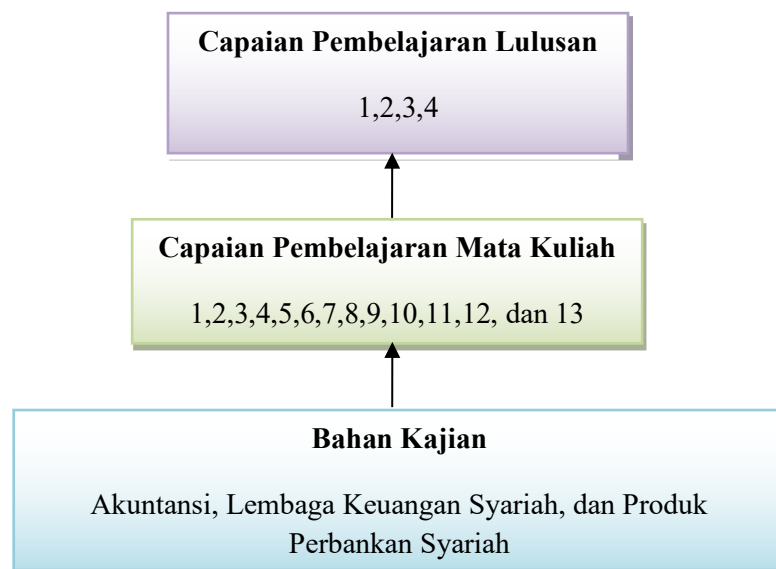 Capaian Pembelajaran Lulusan
1,2,3,4
Capaian Pembelajaran Mata Kuliah
1,2,3,4,5,6,7,8,9,10,11,12, dan 13
Bahan Kajian
Akuntansi, Lembaga Keuangan Syariah, dan Produk
Perbankan Syariah